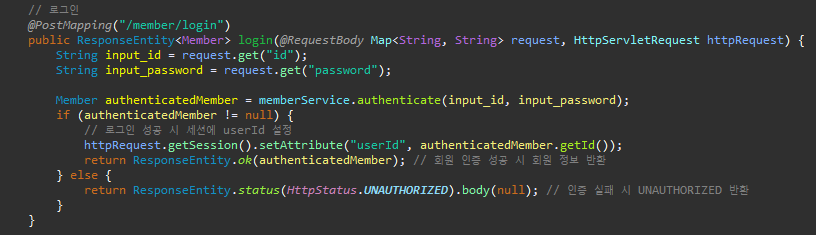 // 로그인
@PostMapping("/member/login")
public ResponseEntity<Member> login(@RequestBody Map<String, String> request, HttpServletRequest httpRequest) {
    String input_id = request.get("id");
    String input_password = request.get("password");

    Member authenticatedMember = memberService.authenticate(input_id, input_password);
    if (authenticatedMember != null) {
        // 로그인 성공 시 세션에 userId 설정
        httpRequest.getSession().setAttribute("userId", authenticatedMember.getId());
        return ResponseEntity.ok(authenticatedMember); // 회원 인증 성공 시 회원 정보 반환
    } else {
        return ResponseEntity.status(HttpStatus.UNAUTHORIZED).body(null); // 인증 실패 시 UNAUTHORIZED 반환
    }
}